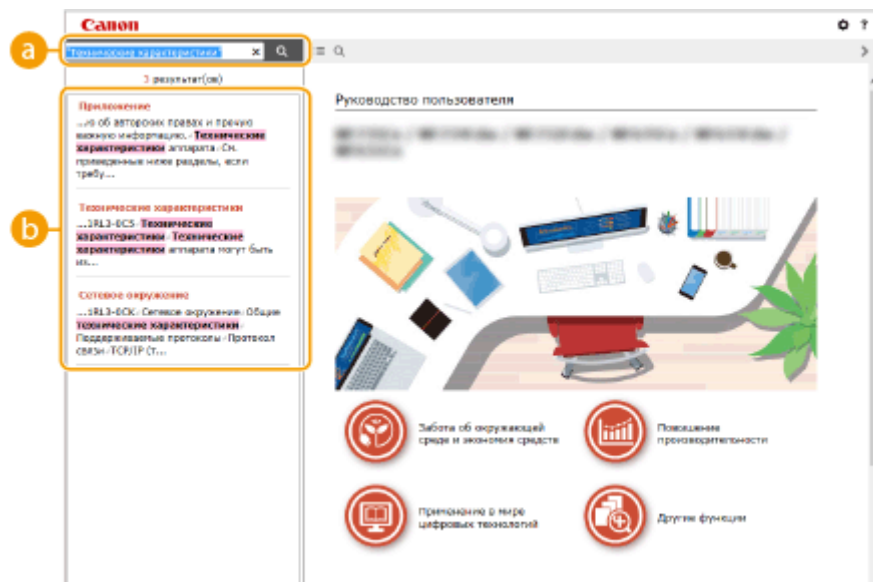 Canon
?
a
"Технические характеристики"
x
3 результат(ов)
b
Приложение
...ю об авторских правах и прочую
важную информацию. Технические
характеристики аппарата См.
приведенные ниже разделы, если
требу...
Технические характеристики
...1RL3-0C5 Технические
характеристики Технические
характеристики аппарата могут быть
из...
Сетевое окружение
...1RL3-0CK Сетевое окружение Общие
технические характеристики
Поддерживаемые протоколы Протокол
связи TCP/IP (т...
Руководство пользователя
Забота об окружающей
среде и экономия средств
Повышение
производительности
Применение в мире
цифровых технологий
Другие функции